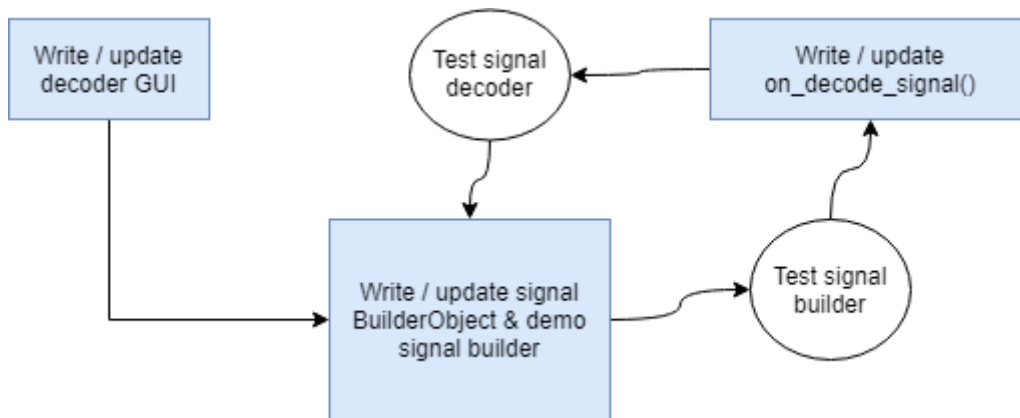 Write / update
decoder GUI
Test signal
decoder
Write / update
on_decode_signal()
Write / update signal
BuilderObject & demo
signal builder
Test signal
builder